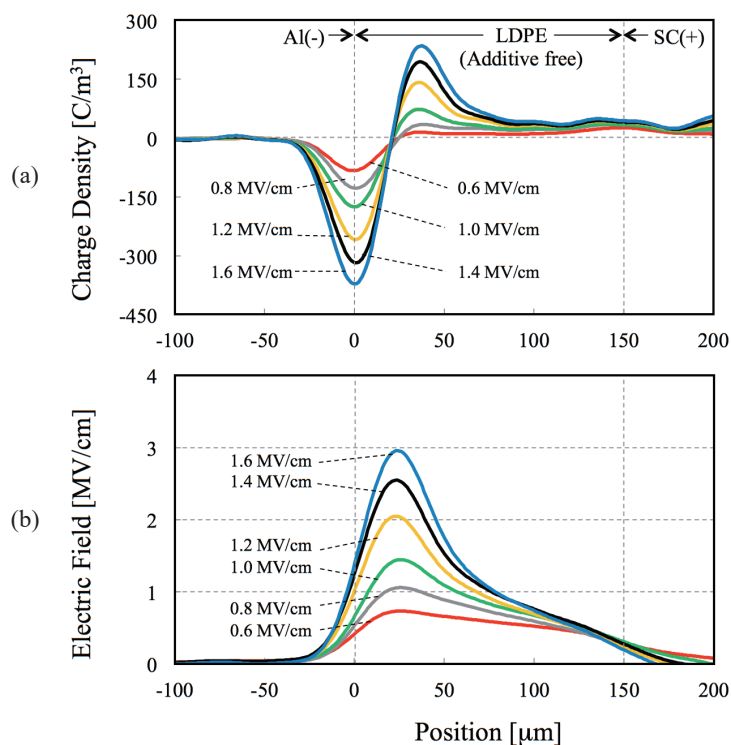 (a)
Charge Density [C/m³]
300
150
0
-150
-300
-450
Al(-)
LDPE
(Additive free)
SC(+)
0.8 MV/cm
0.6 MV/cm
1.2 MV/cm
1.0 MV/cm
1.6 MV/cm
1.4 MV/cm
-100
-50
0
50
100
150
200
(b)
Electric Field [MV/cm]
4
3
2
1
0
1.6 MV/cm
1.4 MV/cm
1.2 MV/cm
1.0 MV/cm
0.8 MV/cm
0.6 MV/cm
-100
-50
0
50
100
150
200
Position [µm]